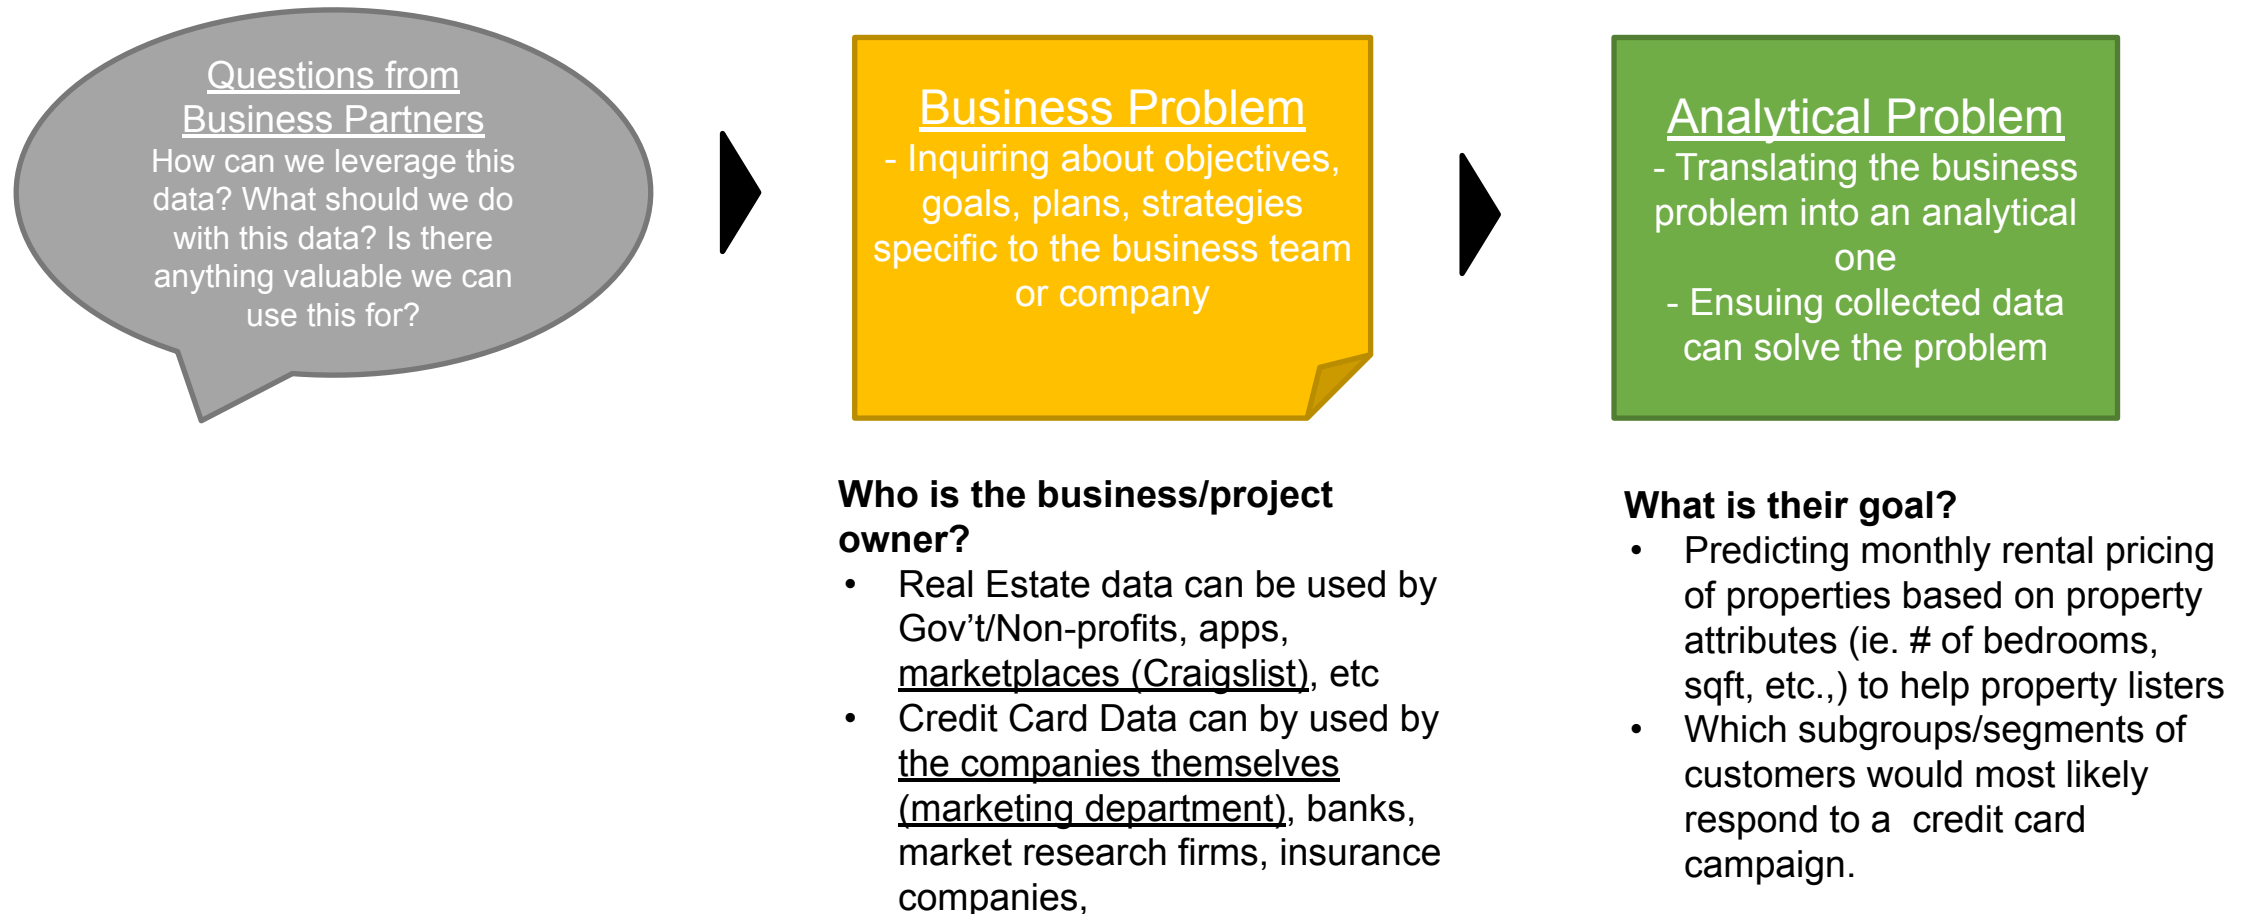 Questions from
Business Partners
How can we leverage this
data? What should we do
with this data? Is there
anything valuable we can
use this for?
Business Problem
- Inquiring about objectives,
goals, plans, strategies
specific to the business team
or company
Analytical Problem
- Translating the business
problem into an analytical
one
- Ensuing collected data
can solve the problem
Who is the business/project
owner?
• Real Estate data can be used by
Gov’t/Non-profits, apps,
marketplaces (Craigslist), etc
• Credit Card Data can by used by
the companies themselves
(marketing department), banks,
market research firms, insurance
companies,
What is their goal?
• Predicting monthly rental pricing
of properties based on property
attributes (ie. # of bedrooms,
sqft, etc.,) to help property listers
• Which subgroups/segments of
customers would most likely
respond to a  credit card
campaign.